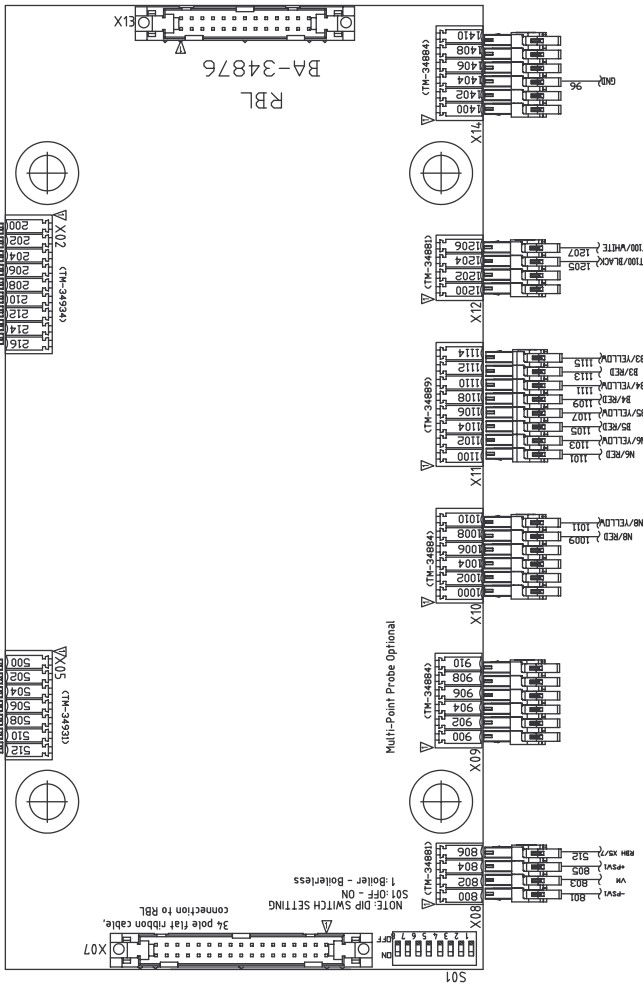 X13
BA-34876
RBL
1410
1408
1406
1404
1402
1400
(TM-34884)
X14
96
(GND)
200
202
204
206
208
210
212
214
216
X02
(TM-34934)
1206
1204
1202
1200
(TM-34881)
X12
1207
T100/WHITE
1205
T100/BLACK
1114
1112
1110
1108
1106
1104
1102
1100
(TM-34889)
X11
1115
B3/YELLOW
1113
B3/RED
1111
B4/YELLOW
1109
B4/RED
1107
B5/YELLOW
1105
B5/RED
1103
N6/YELLOW
1101
N6/RED
1010
1008
1006
1004
1002
1000
(TM-34884)
X10
1011
N8/YELLOW
1009
N8/RED
500
502
504
506
508
510
512
X05
(TM-34931)
Multi-Point Probe Optional
910
908
906
904
902
900
(TM-34884)
X09
806
804
802
800
(TM-34881)
X08
512
RBH X5/7
805
+PSV1
803
VM
801
-PSV1
NOTE: DIP SWITCH SETTING
S01: OFF - ON
1: Boiler - Boilerless
34 pole flat ribbon cable,
connection to RBL
X07
OFF
ON
1 2 3 4 5 6 7
S01